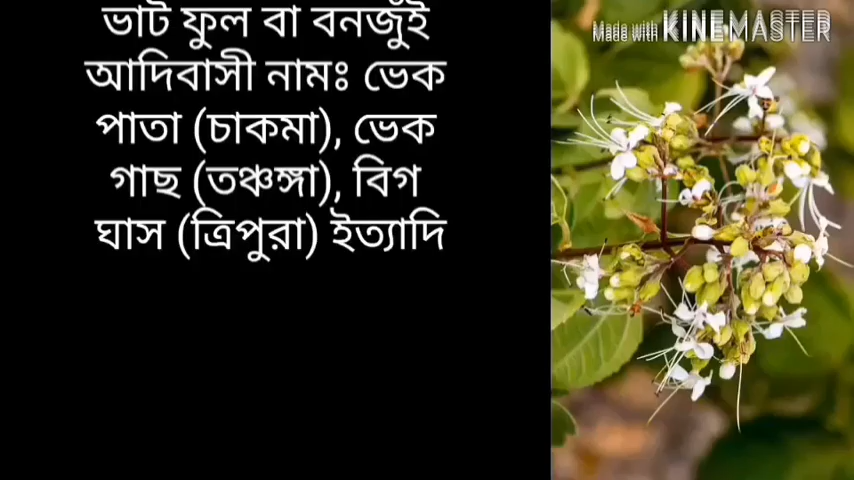 ভাট ফুল বা বনজুঁই
আদিবাসী নামঃ ভেক
পাতা (চাকমা), ভেক
গাছ (তঞ্চঙ্গা), বিগ
ঘাস (ত্রিপুরা) ইত্যাদি
Made with KINEMASTER